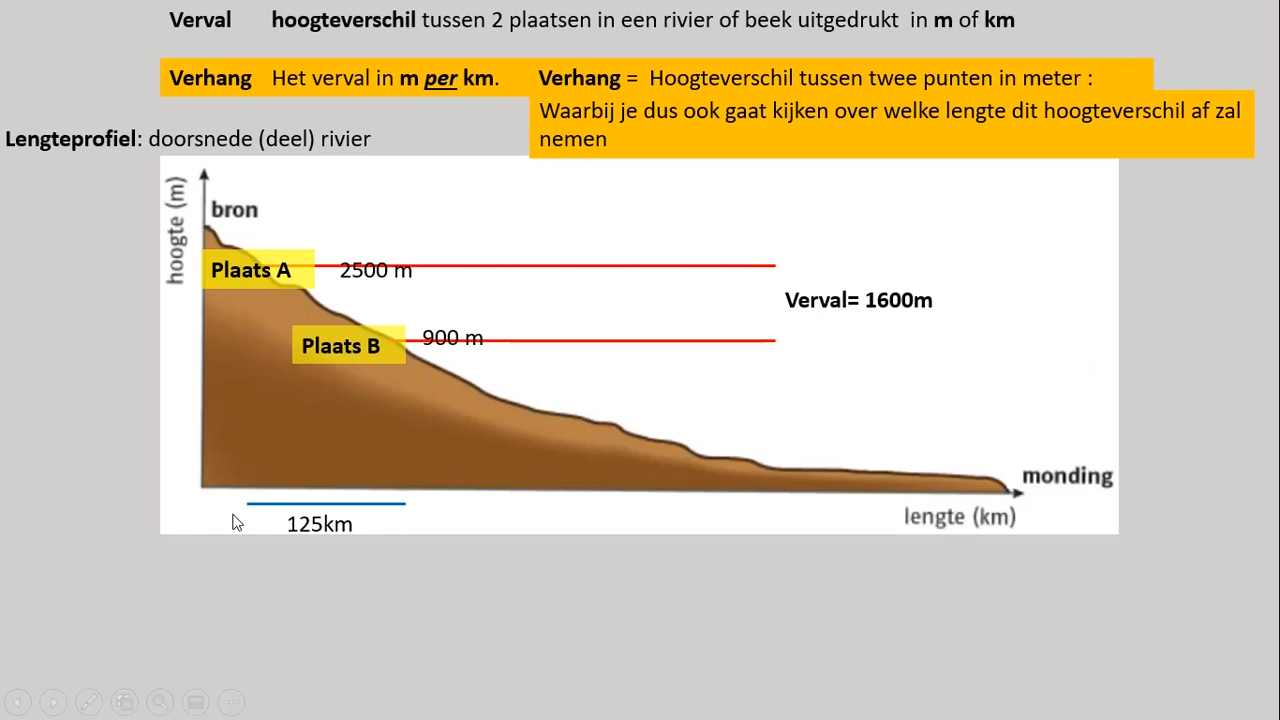 Verval hoogteverschil tussen 2 plaatsen in een rivier of beek uitgedrukt in m of km
Verhang Het verval in m per km. Verhang = Hoogteverschil tussen twee punten in meter :
Waarbij je dus ook gaat kijken over welke lengte dit hoogteverschil af zal
nemen
Lengteprofiel: doorsnede (deel) rivier
hoogte (m)
bron
Plaats A 2500 m
Verval= 1600m
Plaats B 900 m
monding
lengte (km)
125km